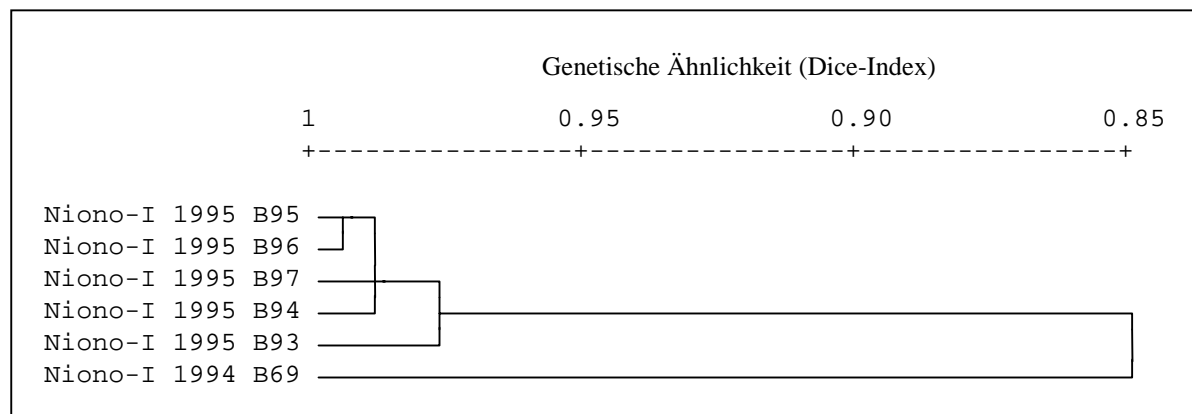 Genetische Ähnlichkeit (Dice-Index)
1 0.95 0.90 0.85
+---------------+---------------+---------------+
Niono-I 1995 B95
Niono-I 1995 B96
Niono-I 1995 B97
Niono-I 1995 B94
Niono-I 1995 B93
Niono-I 1994 B69